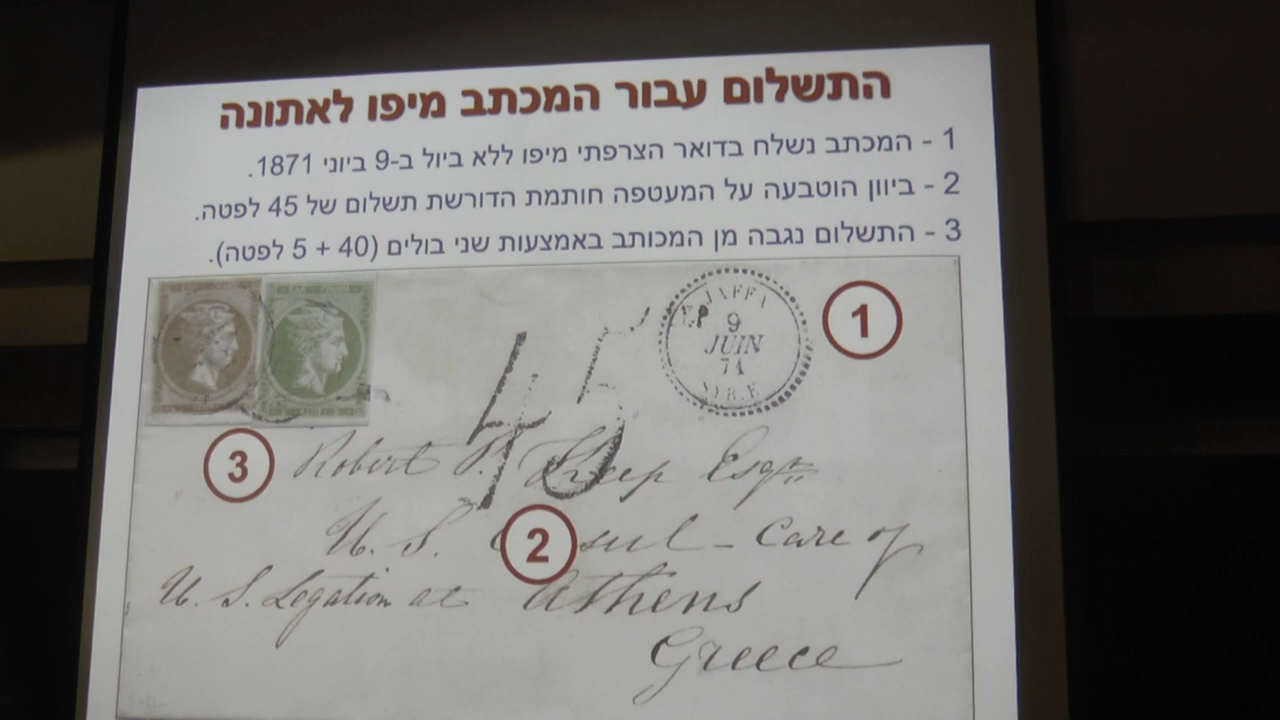 התשלום עבור המכתב מיפו לאתונה
1 - המכתב נשלח בדואר הצרפתי מיפו ללא ביול ב-9 ביוני 1871.
2 - ביוון הוטבעה על המעטפה חותמת הדורשת תשלום של 45 לפטה.
3 - התשלום נגבה מן המכותב באמצעות שני בולים (40 + 5 לפטה).
JAFFA
9
JUIN
71
1
45
3
Robert P. Esqr
U. S.
2
Care of
U. S. Legation at Athens
Greece